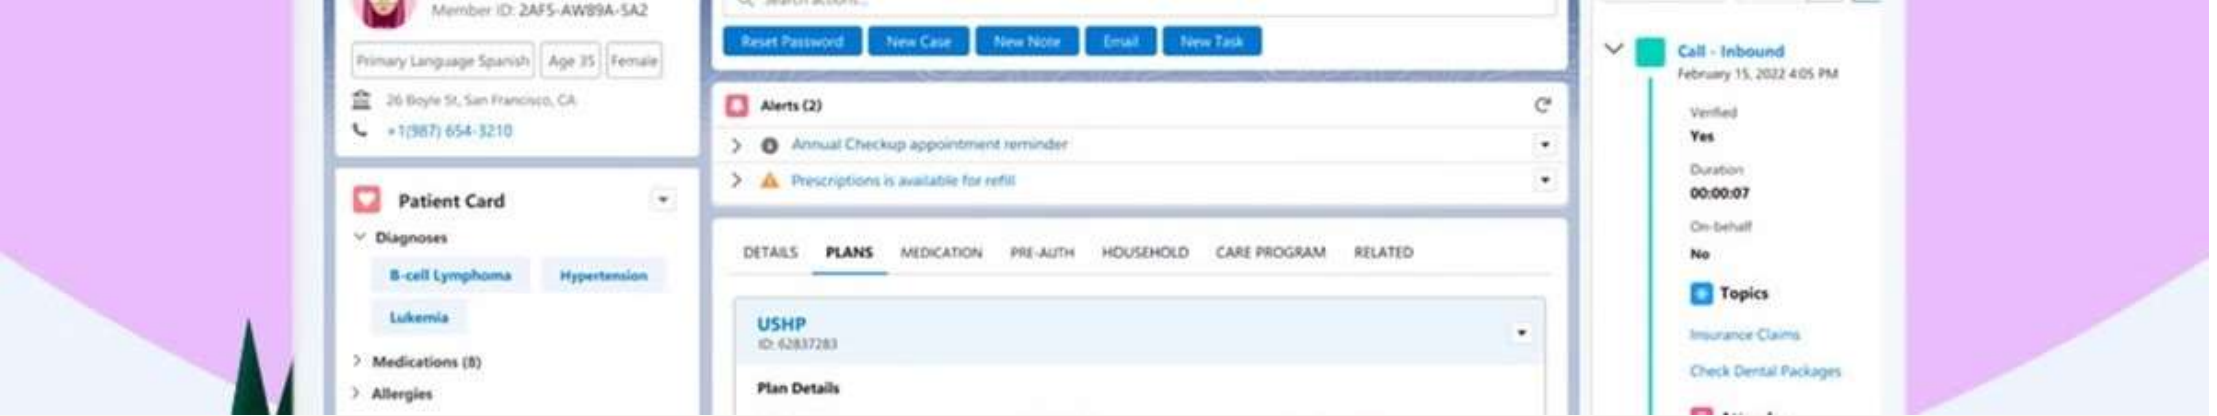 Member ID: 2AF5-AW89A-5A2
Primary Language Spanish
Age 35
Female
26 Boyle St, San Francisco, CA
+1(987) 654-3210
Patient Card
Diagnoses
B-cell Lymphoma
Hypertension
Lukemia
Medications (8)
Allergies
Search actions...
Reset Password
New Case
New Note
Email
New Task
Alerts (2)
Annual Checkup appointment reminder
Prescriptions is available for refill
DETAILS
PLANS
MEDICATION
PRE-AUTH
HOUSEHOLD
CARE PROGRAM
RELATED
USHP
ID: 62837283
Plan Details
Call - Inbound
February 15, 2022 4:05 PM
Verified
Yes
Duration
00:00:07
On-behalf
No
Topics
Insurance Claims
Check Dental Packages